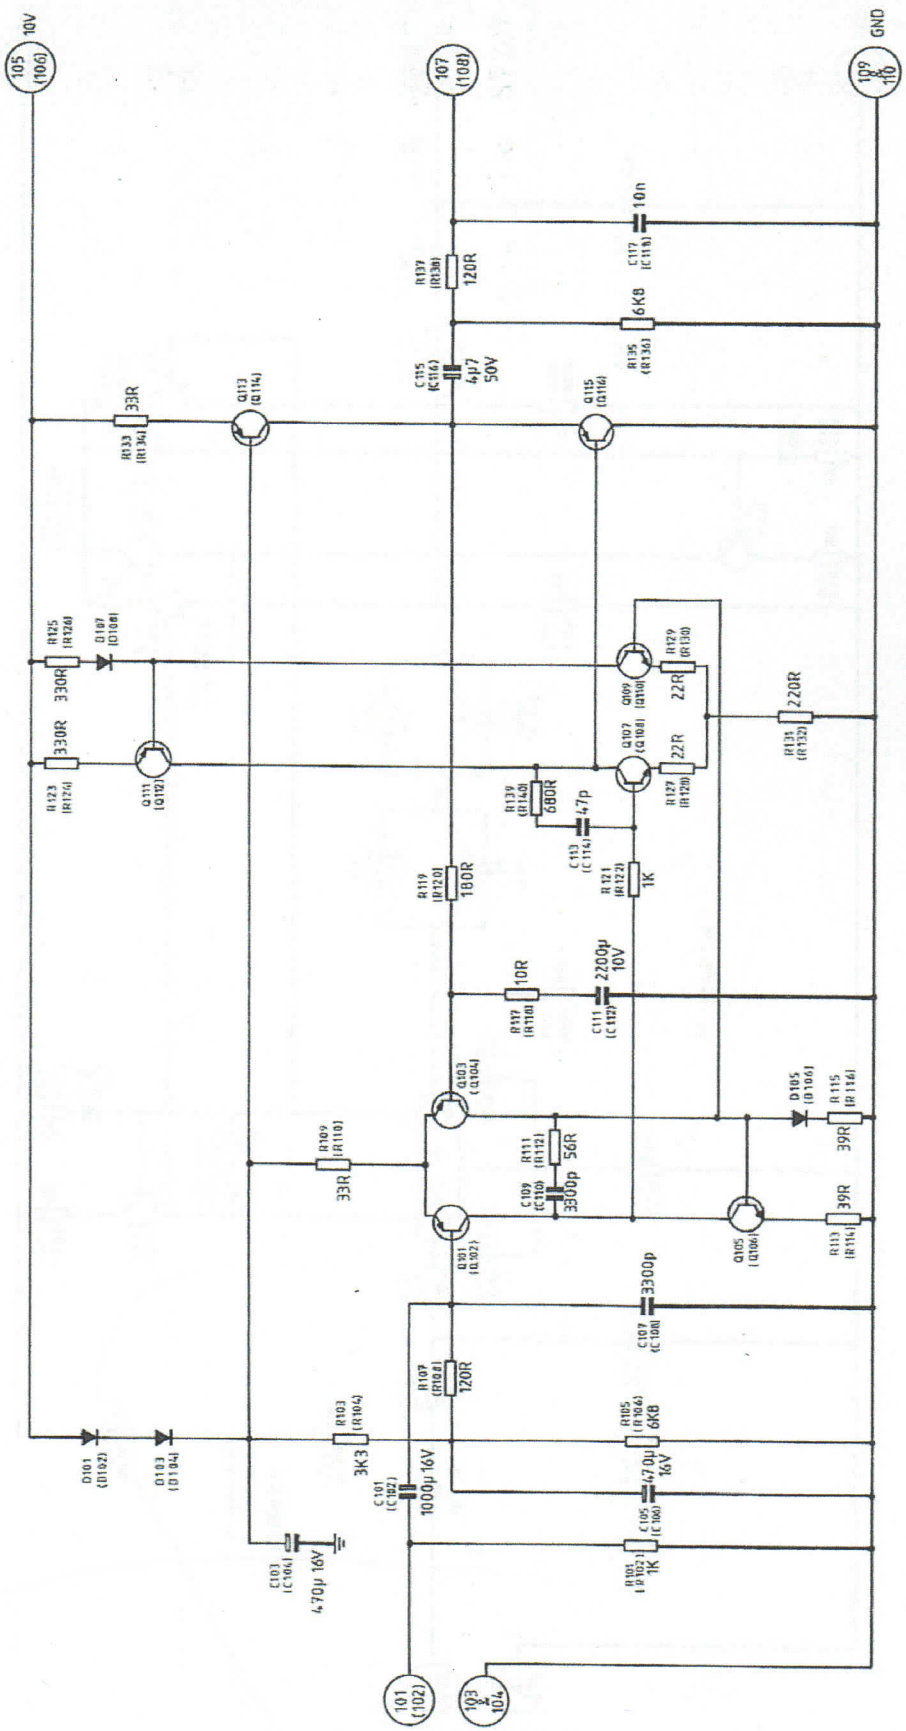 105
(106)
10V
107
(108)
109
&
110
GND
R133
(R134)
33R
Q113
(Q114)
C115
(C116)
4µ7
50V
R137
(R138)
120R
C117
(C118)
10n
R135
(R136)
6K8
Q115
(Q116)
R125
(R126)
330R
D107
(D108)
R123
(R124)
330R
Q111
(Q112)
R139
(R140)
680R
C113
(C114)
47p
Q109
(Q110)
R129
(R130)
22R
Q107
(Q108)
R127
(R128)
22R
R131
(R132)
220R
R119
(R120)
180R
R121
(R122)
1K
R117
(R118)
10R
C111
(C112)
2200µ
10V
Q103
(Q104)
R109
(R110)
33R
R111
(R112)
56R
C109
(C110)
3300p
D105
(D106)
R115
(R116)
39R
Q101
(Q102)
Q105
(Q106)
R113
(R114)
39R
C107
(C108)
3300p
R107
(R108)
120R
D101
(D102)
D103
(D104)
R103
(R104)
3K3
C101
(C102)
1000µ 16V
R105
(R106)
6K8
C105
(C106)
470µ
16V
R101
(R102)
1K
C103
(C104)
470µ 16V
101
(102)
103
&
104